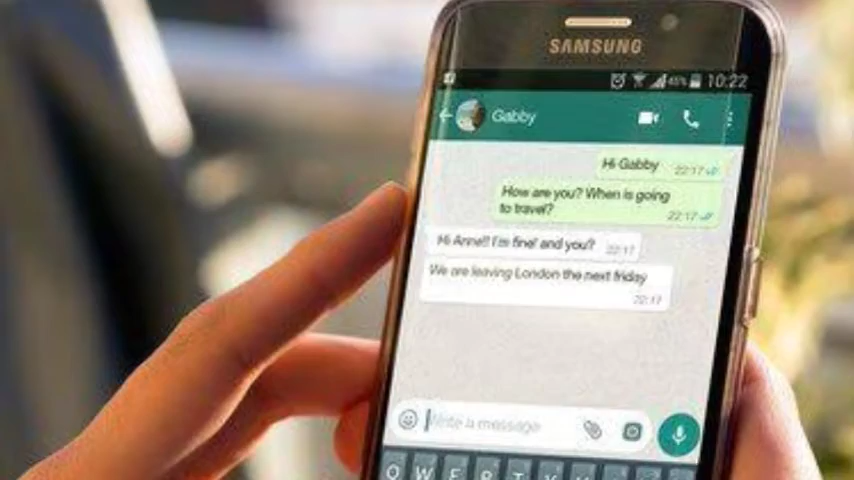 SAMSUNG
45% 10:22
Gabby
Hi Gabby 22:17
How are you? When is going
to travel?
22:17
Hi Anne!! I'm fine! and you? 22:17
We are leaving London the next friday
22:17
Write a message
Q W E R T Y